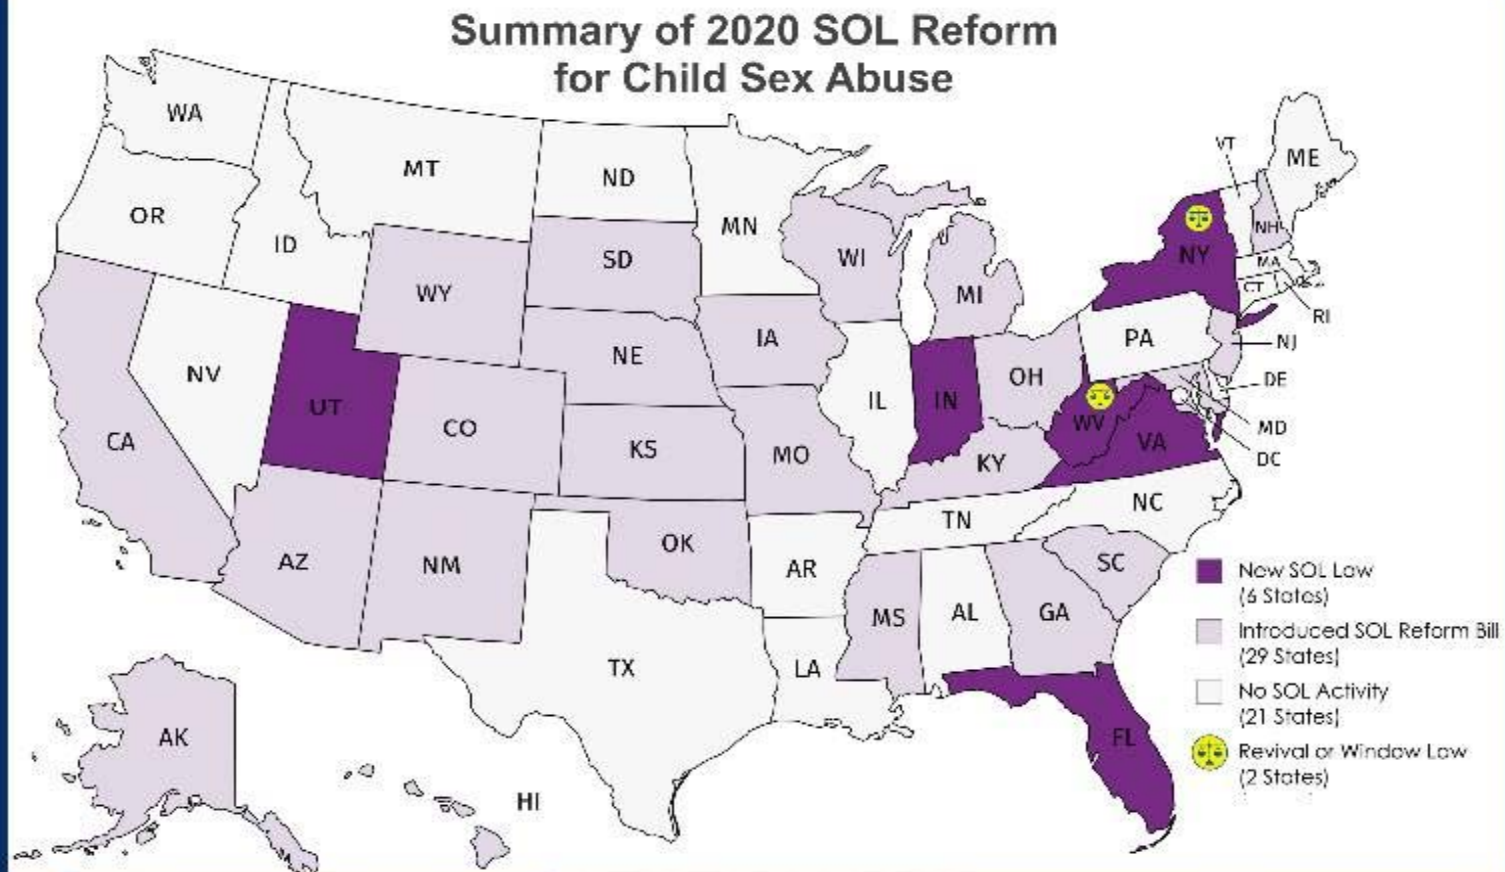 Summary of 2020 SOL Reform
for Child Sex Abuse
WA
MT
ND
MN
OR
ID
SD
WI
MI
WY
VT
ME
NH
NY
MA
CT
RI
NV
UT
CO
NE
IA
IL
IN
OH
PA
NJ
DE
MD
DC
CA
KS
MO
KY
WV
VA
AZ
NM
OK
AR
TN
NC
SC
TX
LA
MS
AL
GA
FL
AK
HI
New SOL Law
(6 States)
Introduced SOL Reform Bill
(29 States)
No SOL Activity
(21 States)
Revival or Window Law
(2 States)